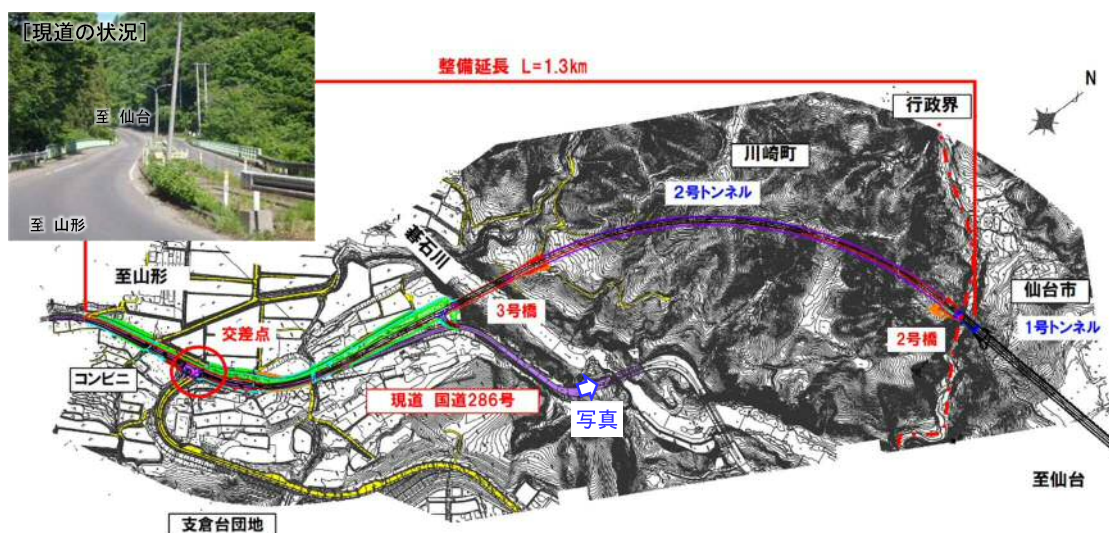 [現道の状況]
至 仙台
至 山形
整備延長 L=1.3km
N
行政界
川崎町
2号トンネル
碁石川
至山形
3号橋
仙台市
1号トンネル
交差点
2号橋
コンビニ
現道 国道286号
写真
至仙台
支倉台団地